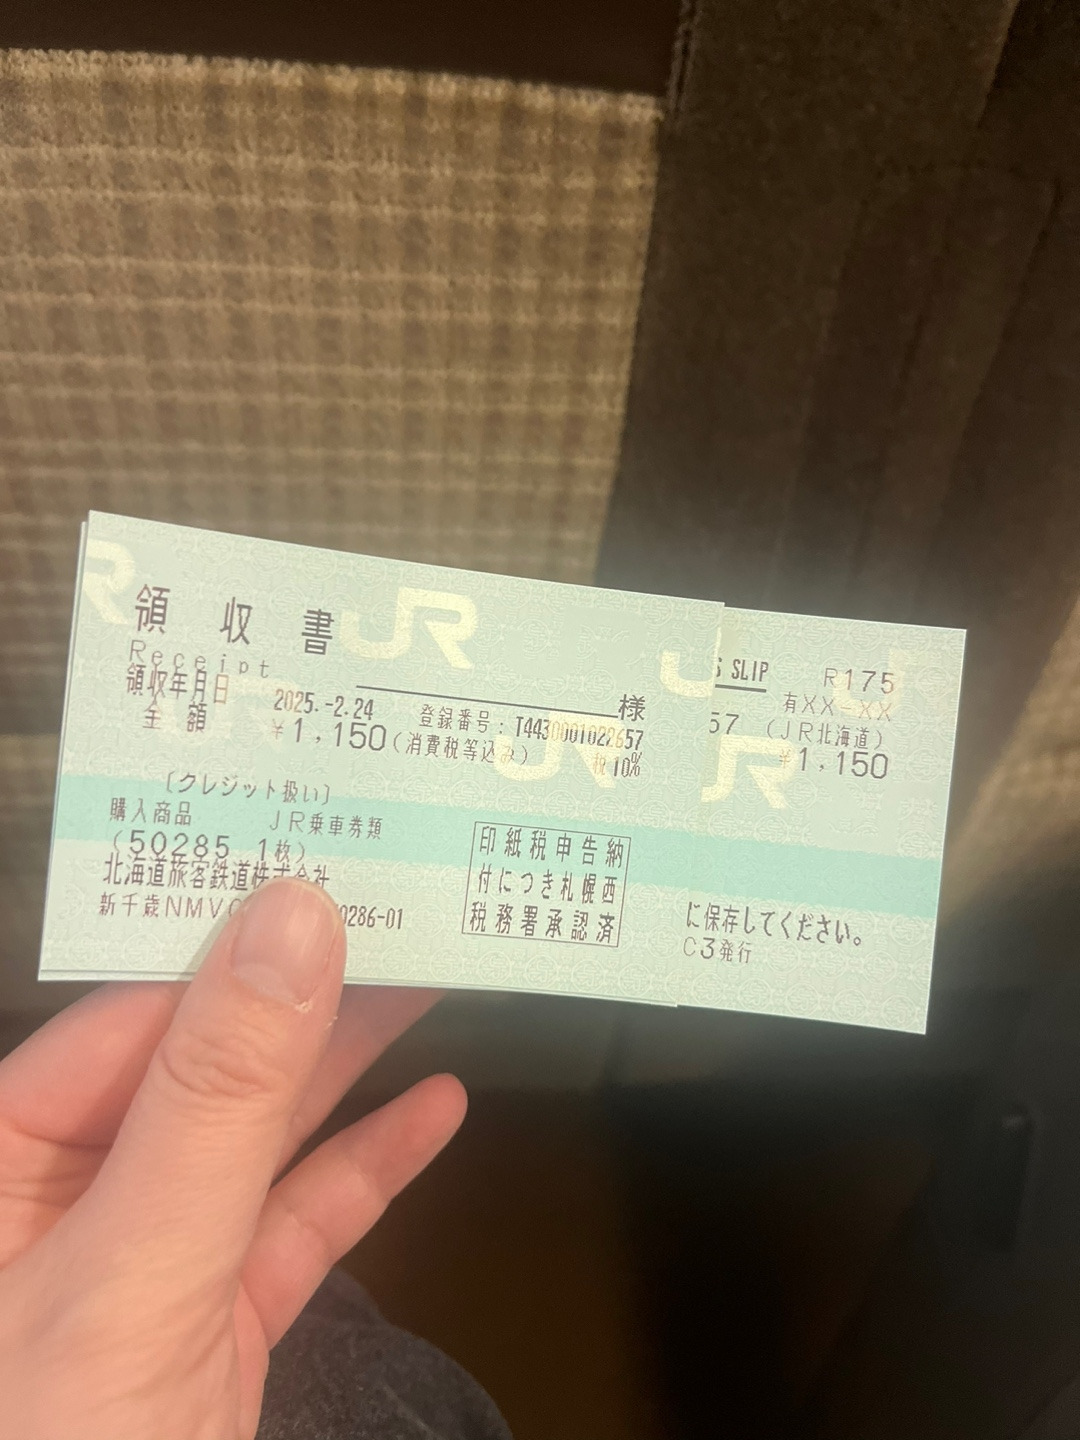 領収書
Receipt
様
領収年月日 2025.-2.24 登録番号：T4430001022657
金額 ¥1,150(消費税等込み) 税10%
〔クレジット扱い〕
購入商品 JR乗車券類
(50285 1枚)
北海道旅客鉄道株式会社
新千歳NMV 0286-01
印紙税申告納
付につき札幌西
税務署承認済
SLIP R175
有XX-XX
57 (JR北海道)
¥1,150
に保存してください。
C3発行
JR
JR
JR